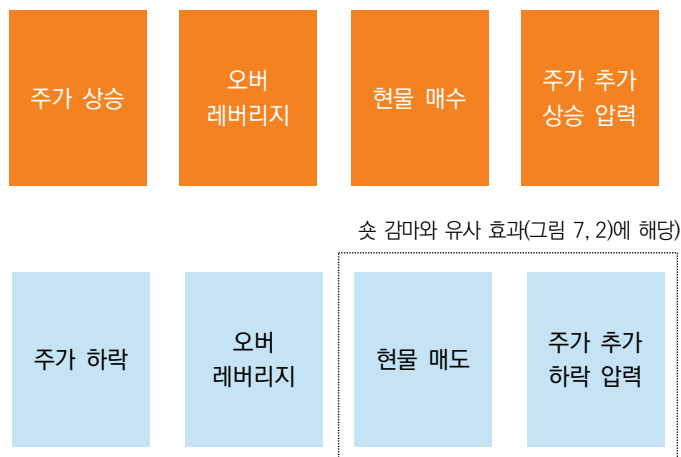 주가 상승
오버
레버리지
현물 매수
주가 추가
상승 압력
숏 감마와 유사 효과(그림 7, 2)에 해당)
주가 하락
오버
레버리지
현물 매도
주가 추가
하락 압력